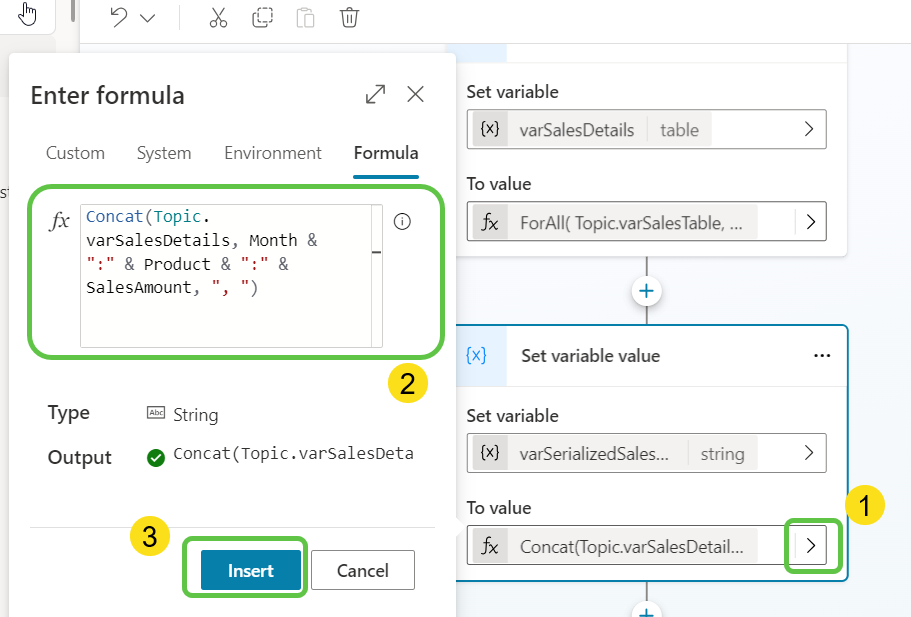 Enter formula
Custom System Environment Formula
fx
Concat(Topic.
varSalesDetails, Month &
":" & Product & ":" &
SalesAmount, ", ")
2
Type
Abc String
Output
Concat(Topic.varSalesDeta
3
Insert
Cancel
Set variable
{x} varSalesDetails table
To value
fx ForAll( Topic.varSalesTable, ...
{x} Set variable value
Set variable
{x} varSerializedSales... string
To value
1
fx Concat(Topic.varSalesDetail...